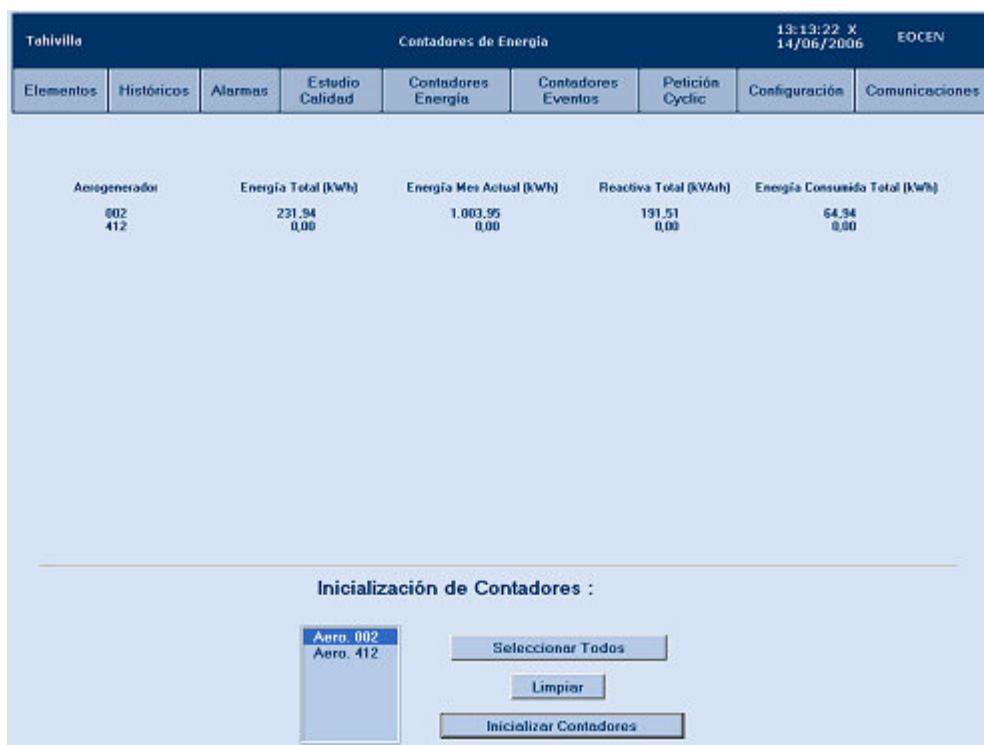 Tahivilla
Contadores de Energía
13:13:22 X
14/06/2006
EOCEN
Elementos
Históricos
Alarmas
Estudio
Calidad
Contadores
Energía
Contadores
Eventos
Petición
Cyclic
Configuración
Comunicaciones
Aerogenerador Energía Total (kWh) Energía Mes Actual (kWh) Reactiva Total (kVArh) Energía Consumida Total (kWh)
002 231,94 1.003,95 191,51 64,94
412 0,00 0,00 0,00 0,00
Inicialización de Contadores :
Aero. 002
Aero. 412
Seleccionar Todos
Limpiar
Inicializar Contadores